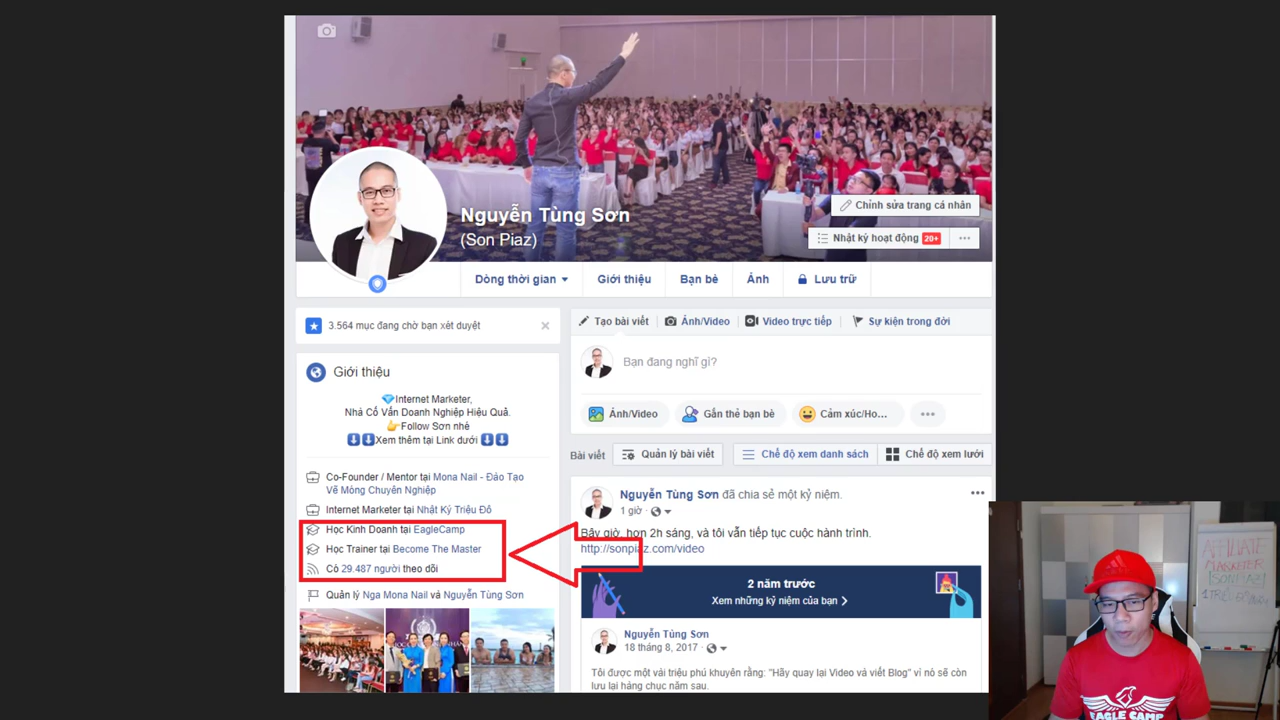 Nguyễn Tùng Sơn
(Son Piaz)
Chỉnh sửa trang cá nhân
Nhật ký hoạt động 20+
Dòng thời gian
Giới thiệu
Bạn bè
Ảnh
Lưu trữ
3.564 mục đang chờ bạn xét duyệt
Giới thiệu
Internet Marketer,
Nhà Cố Vấn Doanh Nghiệp Hiệu Quả.
Follow Sơn nhé
Xem thêm tại Link dưới
Co-Founder / Mentor tại Mona Nail - Đào Tạo
Vẽ Móng Chuyên Nghiệp
Internet Marketer tại Nhật Ký Triệu Đô
Học Kinh Doanh tại EagleCamp
Học Trainer tại Become The Master
Có 29.487 người theo dõi
Quản lý Nga Mona Nail và Nguyễn Tùng Sơn
Tạo bài viết
Ảnh/Video
Video trực tiếp
Sự kiện trong đời
Bạn đang nghĩ gì?
Ảnh/Video
Gắn thẻ bạn bè
Cảm xúc/Ho...
Bài viết
Quản lý bài viết
Chế độ xem danh sách
Chế độ xem lưới
Nguyễn Tùng Sơn đã chia sẻ một kỷ niệm.
1 giờ
Bây giờ, hơn 2h sáng, và tôi vẫn tiếp tục cuộc hành trình.
http://sonpiaz.com/video
2 năm trước
Xem những kỷ niệm của bạn
Nguyễn Tùng Sơn
18 tháng 8, 2017
Tôi được một vài triệu phú khuyên rằng: "Hãy quay lại Video và viết Blog" vì nó sẽ còn
lưu lại hàng chục năm sau.
AFFILIATE
MARKETER
EAGLE CAMP